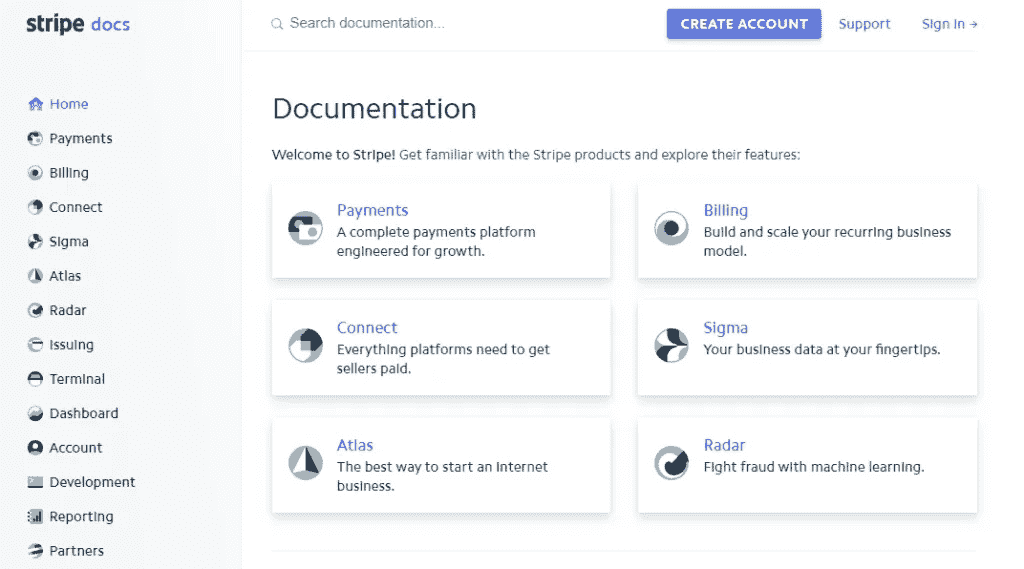 stripe docs
Search documentation...
CREATE ACCOUNT
Support
Sign in →
Home
Payments
Billing
Connect
Sigma
Atlas
Radar
Issuing
Terminal
Dashboard
Account
Development
Reporting
Partners
Documentation
Welcome to Stripe! Get familiar with the Stripe products and explore their features:
Payments
A complete payments platform
engineered for growth.
Billing
Build and scale your recurring business
model.
Connect
Everything platforms need to get
sellers paid.
Sigma
Your business data at your fingertips.
Atlas
The best way to start an internet
business.
Radar
Fight fraud with machine learning.